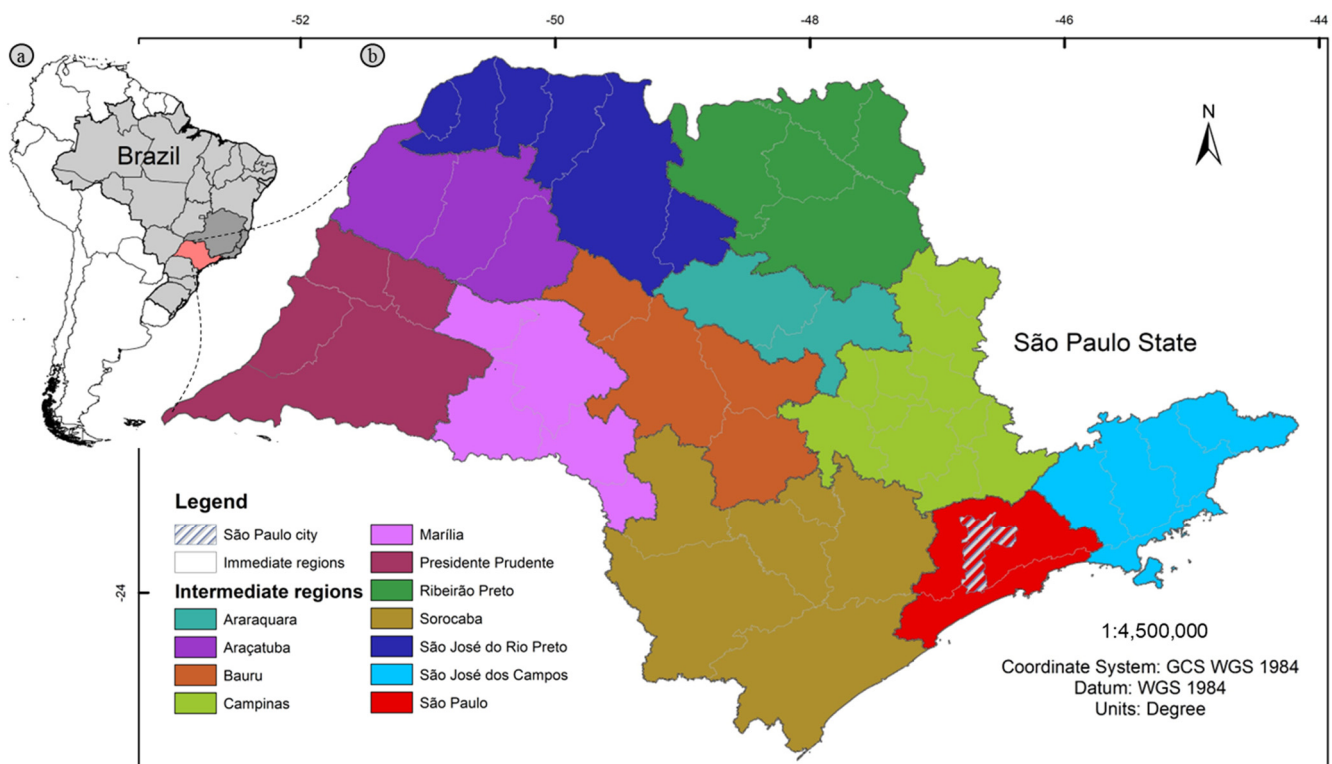 -52
-50
-48
-46
-44
a
b
N
Brazil
São Paulo State
Legend
São Paulo city
Immediate regions
Intermediate regions
Araraquara
Araçatuba
Bauru
Campinas
Marília
Presidente Prudente
Ribeirão Preto
Sorocaba
São José do Rio Preto
São José dos Campos
São Paulo
-24
1:4,500,000
Coordinate System: GCS WGS 1984
Datum: WGS 1984
Units: Degree